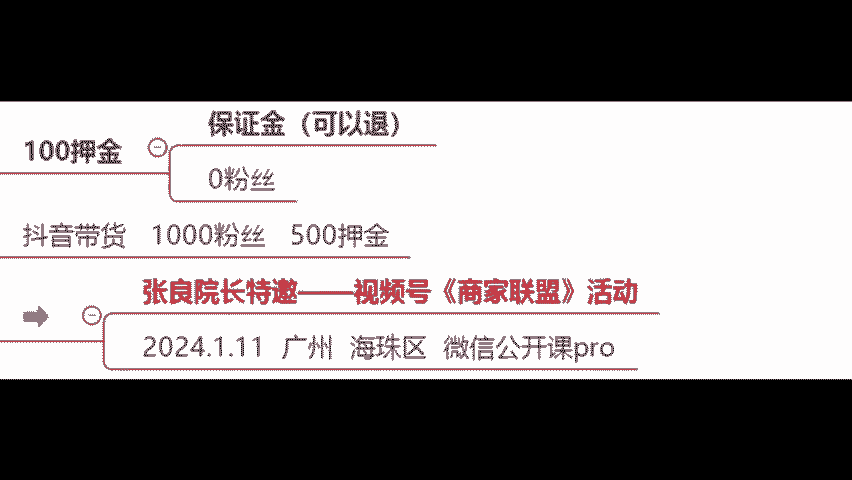 保证金（可以退）
100押金
0粉丝
抖音带货 1000粉丝 500押金
张良院长特邀——视频号《商家联盟》活动
2024.1.11 广州 海珠区 微信公开课pro